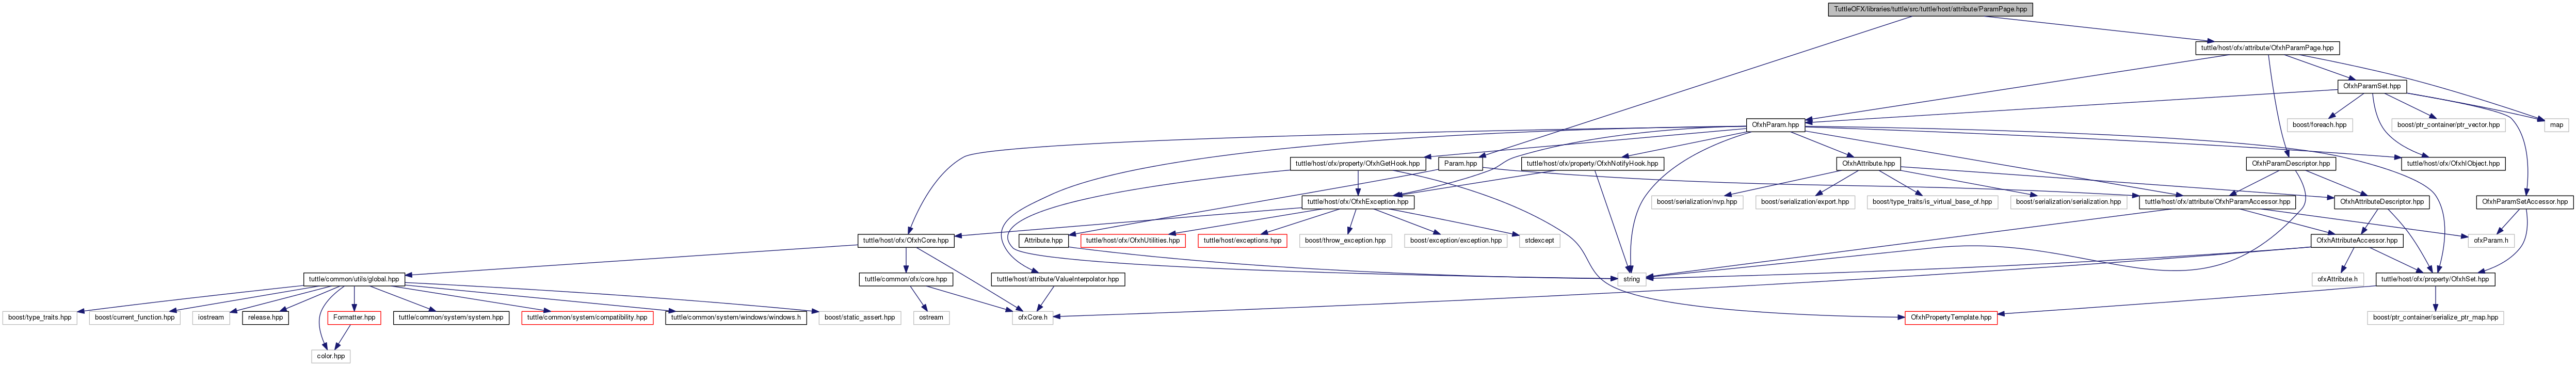 TuttleOFX/libraries/tuttle/src/tuttle/host/attribute/ParamPage.hpp
tuttle/host/ofx/attribute/OfxhParamPage.hpp
OfxhParamSet.hpp
OfxhParam.hpp
boost/foreach.hpp
boost/ptr_container/ptr_vector.hpp
map
tuttle/host/ofx/property/OfxhGetHook.hpp
Param.hpp
tuttle/host/ofx/property/OfxhNotifyHook.hpp
OfxhAttribute.hpp
OfxhParamDescriptor.hpp
tuttle/host/ofx/OfxhIObject.hpp
tuttle/host/ofx/OfxhException.hpp
boost/serialization/nvp.hpp
boost/serialization/export.hpp
boost/type_traits/is_virtual_base_of.hpp
boost/serialization/serialization.hpp
tuttle/host/ofx/attribute/OfxhParamAccessor.hpp
OfxhAttributeDescriptor.hpp
OfxhParamSetAccessor.hpp
tuttle/host/ofx/OfxhCore.hpp
Attribute.hpp
tuttle/host/ofx/OfxhUtilities.hpp
tuttle/host/exceptions.hpp
boost/throw_exception.hpp
boost/exception/exception.hpp
stdexcept
OfxhAttributeAccessor.hpp
ofxParam.h
tuttle/common/utils/global.hpp
tuttle/common/ofx/core.hpp
tuttle/host/attribute/ValueInterpolator.hpp
string
ofxAttribute.h
tuttle/host/ofx/property/OfxhSet.hpp
boost/type_traits.hpp
boost/current_function.hpp
iostream
release.hpp
Formatter.hpp
tuttle/common/system/system.hpp
tuttle/common/system/compatibility.hpp
tuttle/common/system/windows/windows.h
boost/static_assert.hpp
ostream
ofxCore.h
OfxhPropertyTemplate.hpp
boost/ptr_container/serialize_ptr_map.hpp
color.hpp